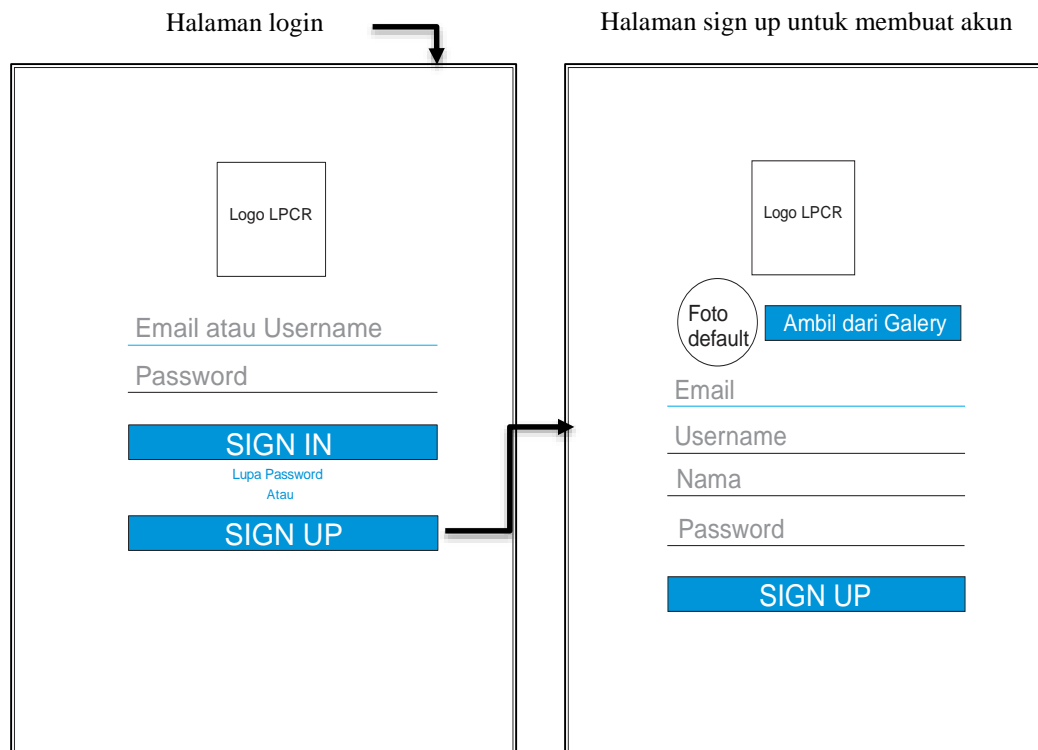 Halaman login
Logo LPCR
Email atau Username
Password
SIGN IN
Lupa Password
Atau
SIGN UP
Halaman sign up untuk membuat akun
Logo LPCR
Foto
default
Ambil dari Galery
Email
Username
Nama
Password
SIGN UP